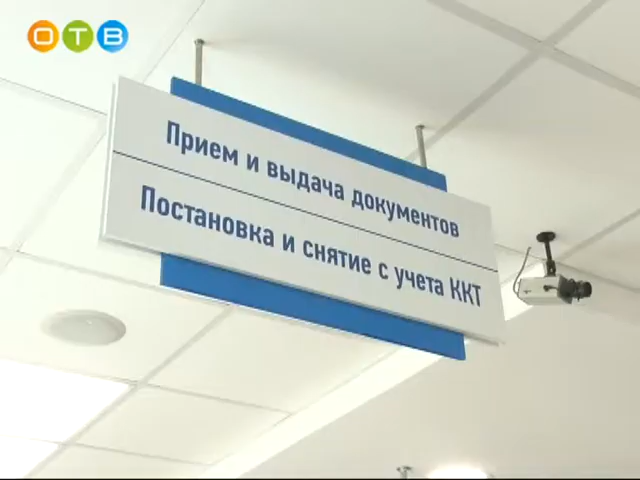 ОТВ
Прием и выдача документов
Постановка и снятие с учета ККТ